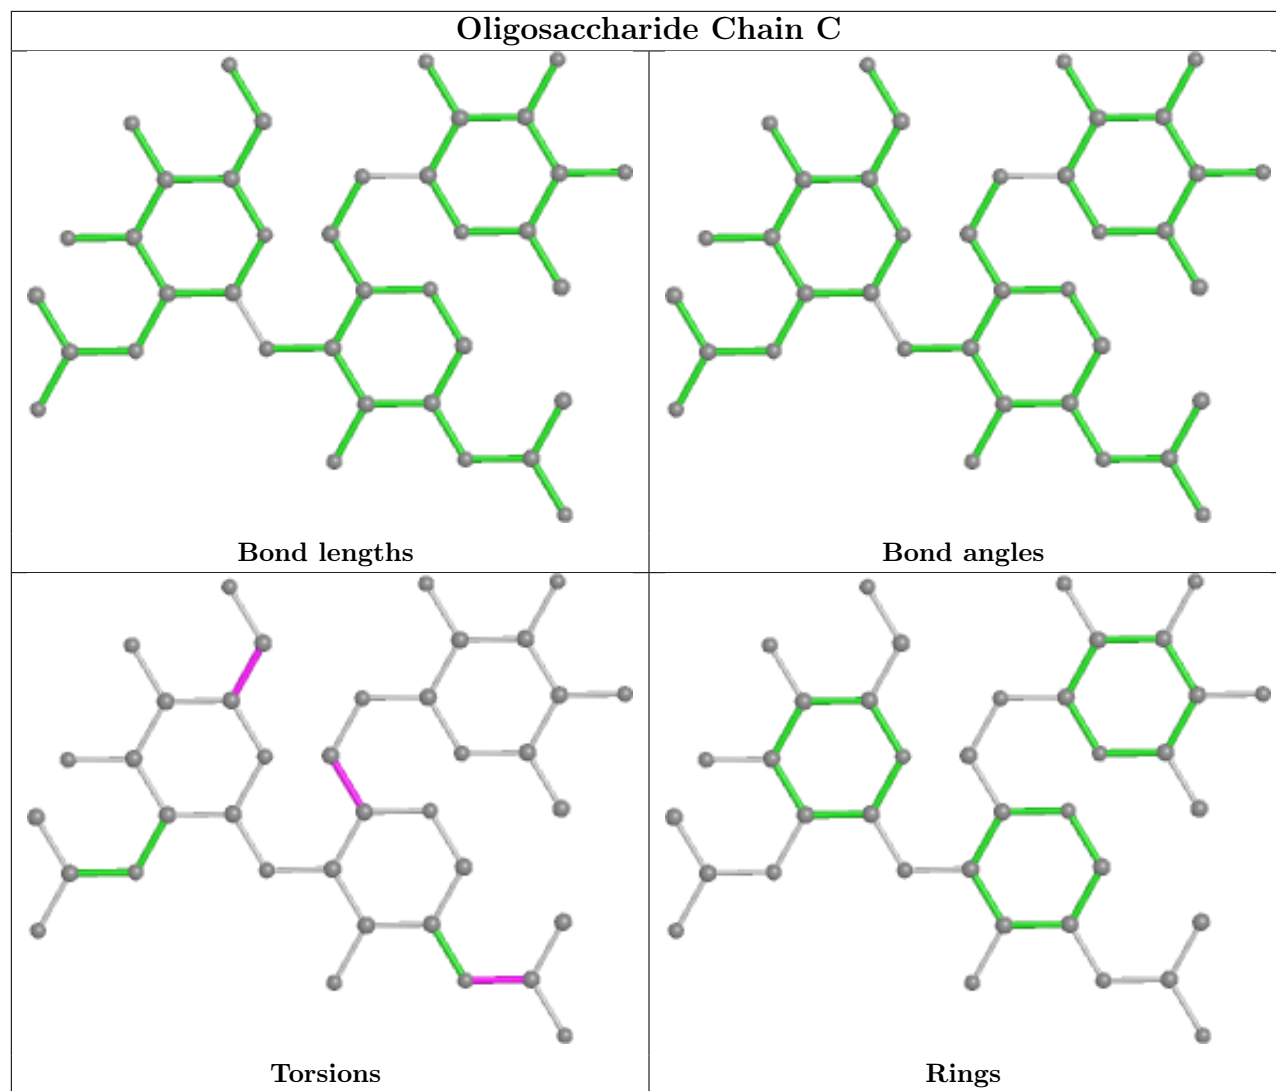 Oligosaccharide Chain C
Bond lengths
Bond angles
Torsions
Rings